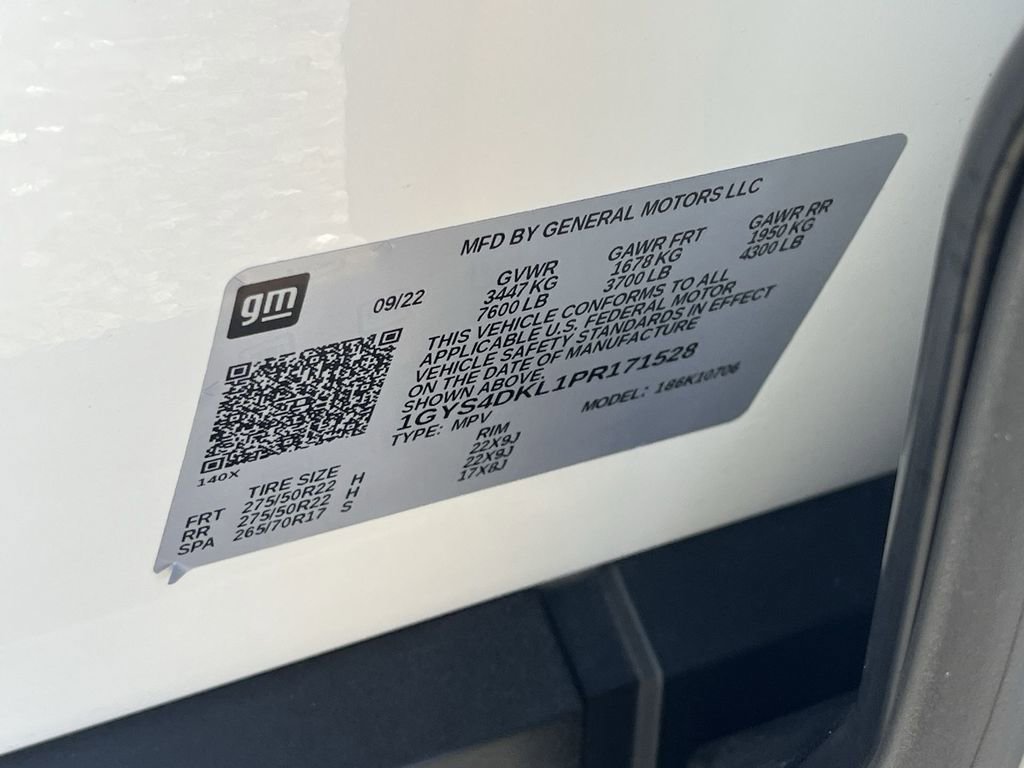 MFD BY GENERAL MOTORS LLC
gm
09/22
GVWR GAWR FRT GAWR RR
3447 KG 1678 KG 1950 KG
7600 LB 3700 LB 4300 LB
THIS VEHICLE CONFORMS TO ALL
APPLICABLE U.S. FEDERAL MOTOR
VEHICLE SAFETY STANDARDS IN EFFECT
ON THE DATE OF MANUFACTURE
SHOWN ABOVE.
1GYS4DKL1PR171528
TYPE: MPV MODEL: 186K10706
140X
TIRE SIZE RIM
FRT 275/50R22 H 22X9J
RR 275/50R22 H 22X9J
SPA 265/70R17 S 17X8J